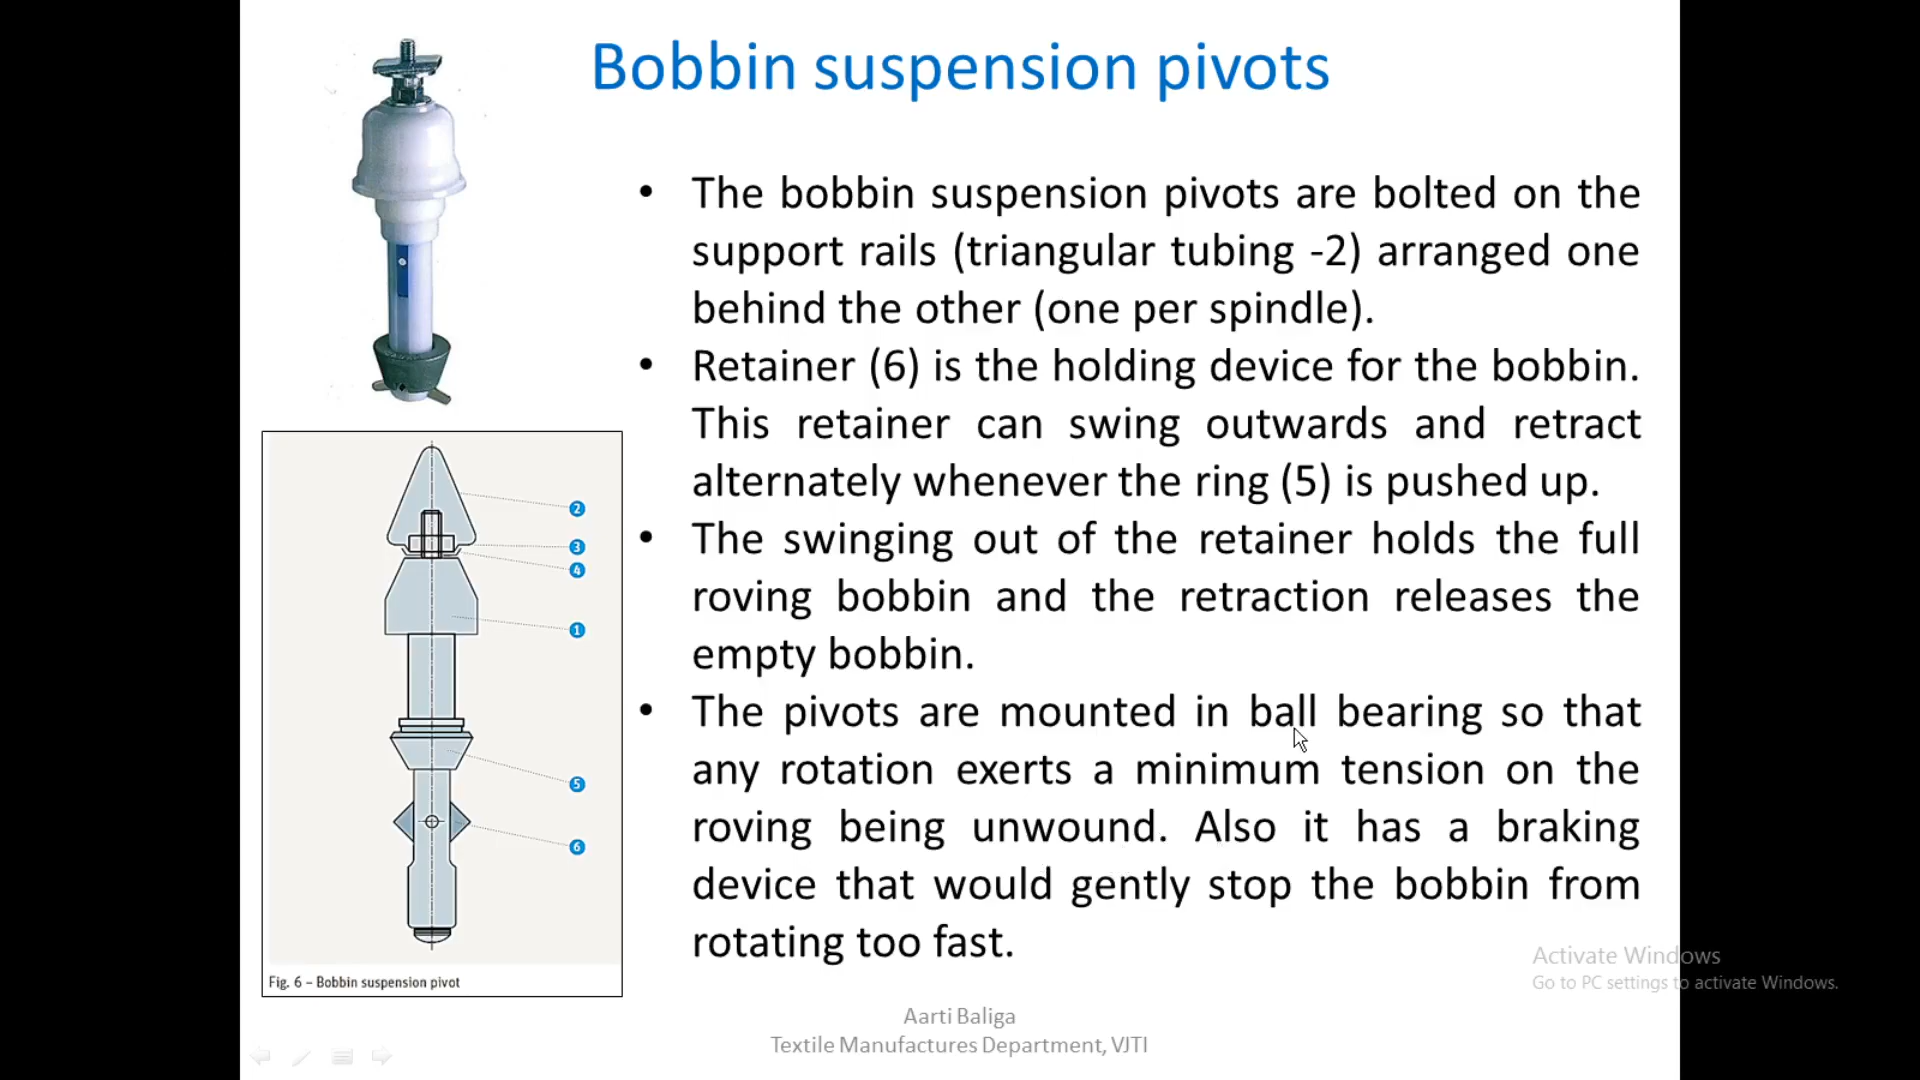 Bobbin suspension pivots
• The bobbin suspension pivots are bolted on the
support rails (triangular tubing -2) arranged one
behind the other (one per spindle).
• Retainer (6) is the holding device for the bobbin.
This retainer can swing outwards and retract
alternately whenever the ring (5) is pushed up.
• The swinging out of the retainer holds the full
roving bobbin and the retraction releases the
empty bobbin.
• The pivots are mounted in ball bearing so that
any rotation exerts a minimum tension on the
roving being unwound. Also it has a braking
device that would gently stop the bobbin from
rotating too fast.
2
3
4
1
5
6
Fig. 6 – Bobbin suspension pivot
Activate Windows
Go to PC settings to activate Windows.
Aarti Baliga
Textile Manufactures Department, VJTI